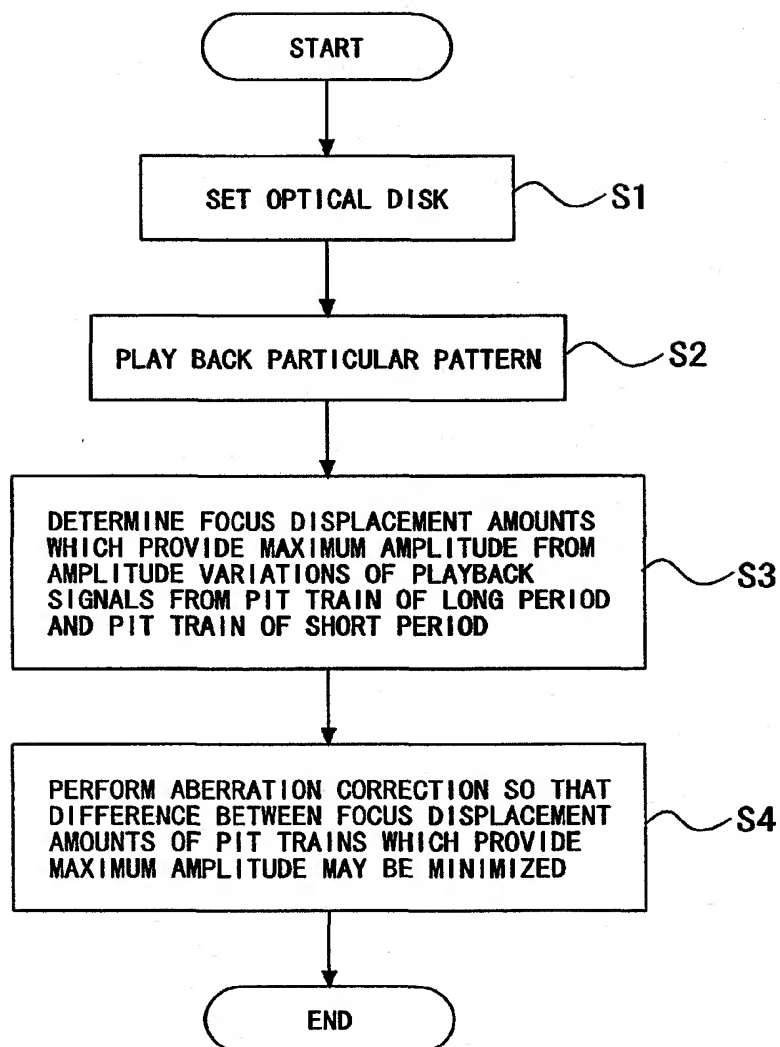 START
SET OPTICAL DISK
S1
PLAY BACK PARTICULAR PATTERN
S2
DETERMINE FOCUS DISPLACEMENT AMOUNTS
WHICH PROVIDE MAXIMUM AMPLITUDE FROM
AMPLITUDE VARIATIONS OF PLAYBACK
SIGNALS FROM PIT TRAIN OF LONG PERIOD
AND PIT TRAIN OF SHORT PERIOD
S3
PERFORM ABERRATION CORRECTION SO THAT
DIFFERENCE BETWEEN FOCUS DISPLACEMENT
AMOUNTS OF PIT TRAINS WHICH PROVIDE
MAXIMUM AMPLITUDE MAY BE MINIMIZED
S4
END